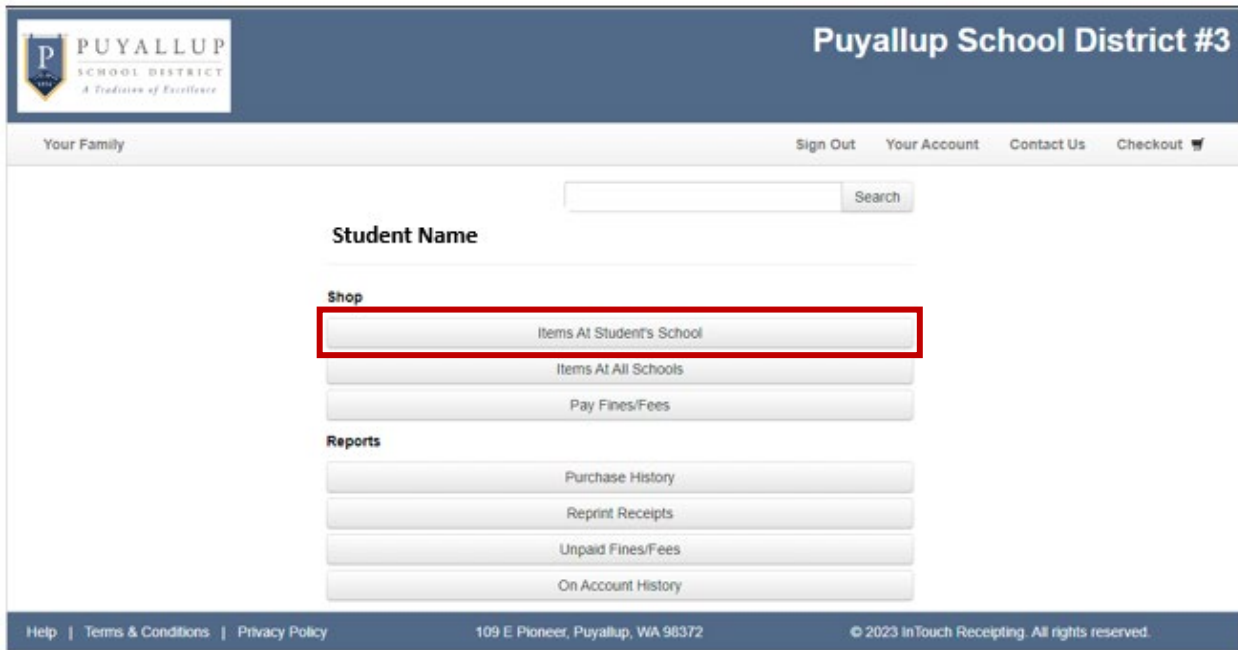 P
1854
PUYALLUP
SCHOOL DISTRICT
A Tradition of Excellence
Puyallup School District #3
Your Family Sign Out Your Account Contact Us Checkout
Search
Student Name
Shop
Items At Student's School
Items At All Schools
Pay Fines/Fees
Reports
Purchase History
Reprint Receipts
Unpaid Fines/Fees
On Account History
Help | Terms & Conditions | Privacy Policy 109 E Pioneer, Puyallup, WA 98372 © 2023 InTouch Receipting. All rights reserved.